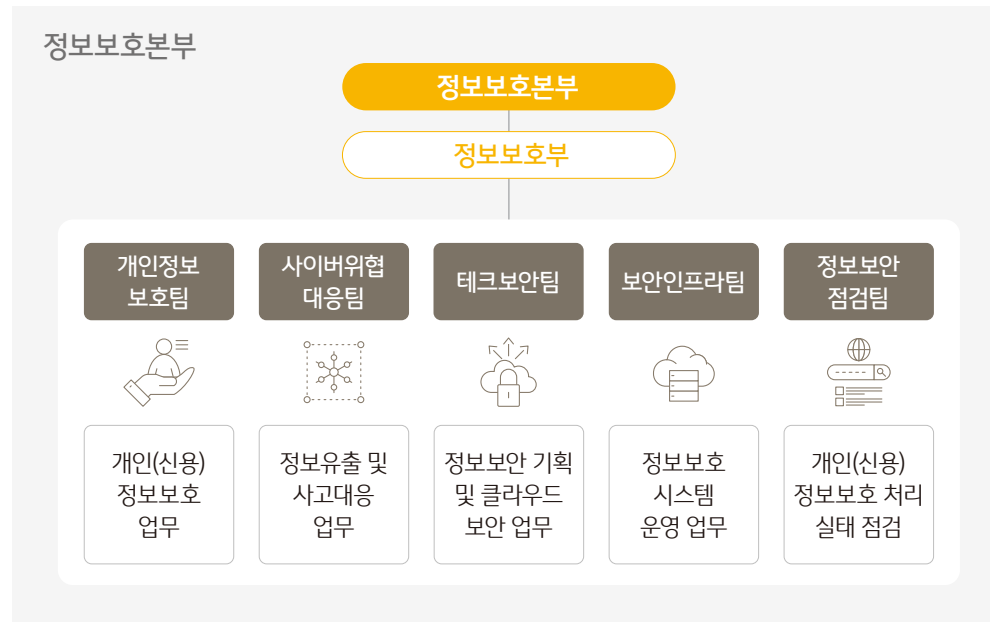 정보보호본부
정보보호본부
정보보호부
개인정보
보호팀
사이버위협
대응팀
테크보안팀
보안인프라팀
정보보안
점검팀
개인(신용)
정보보호
업무
정보유출 및
사고대응
업무
정보보안 기획
및 클라우드
보안 업무
정보보호
시스템
운영 업무
개인(신용)
정보보호 처리
실태 점검